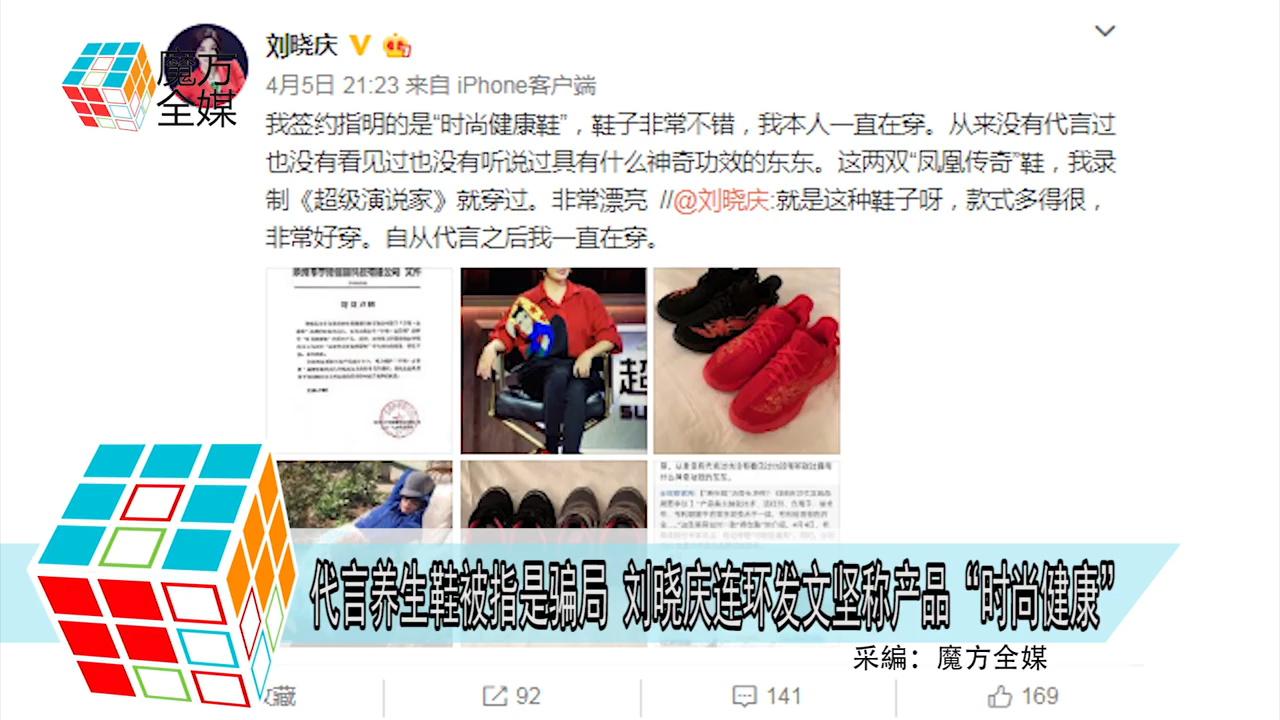 刘晓庆
魔方
全媒
4月5日 21:23 来自 iPhone客户端
我签约指明的是“时尚健康鞋”，鞋子非常不错，我本人一直在穿。从来没有代言过
也没有看见过也没有听说过具有什么神奇功效的东东。这两双“凤凰传奇”鞋，我录
制《超级演说家》就穿过。非常漂亮 //@刘晓庆:就是这种鞋子呀，款式多得很，
非常好穿。自从代言之后我一直在穿。
超
SU
代言养生鞋被指是骗局 刘晓庆连环发文坚称产品“时尚健康”
采编：魔方全媒
收藏
92
141
169